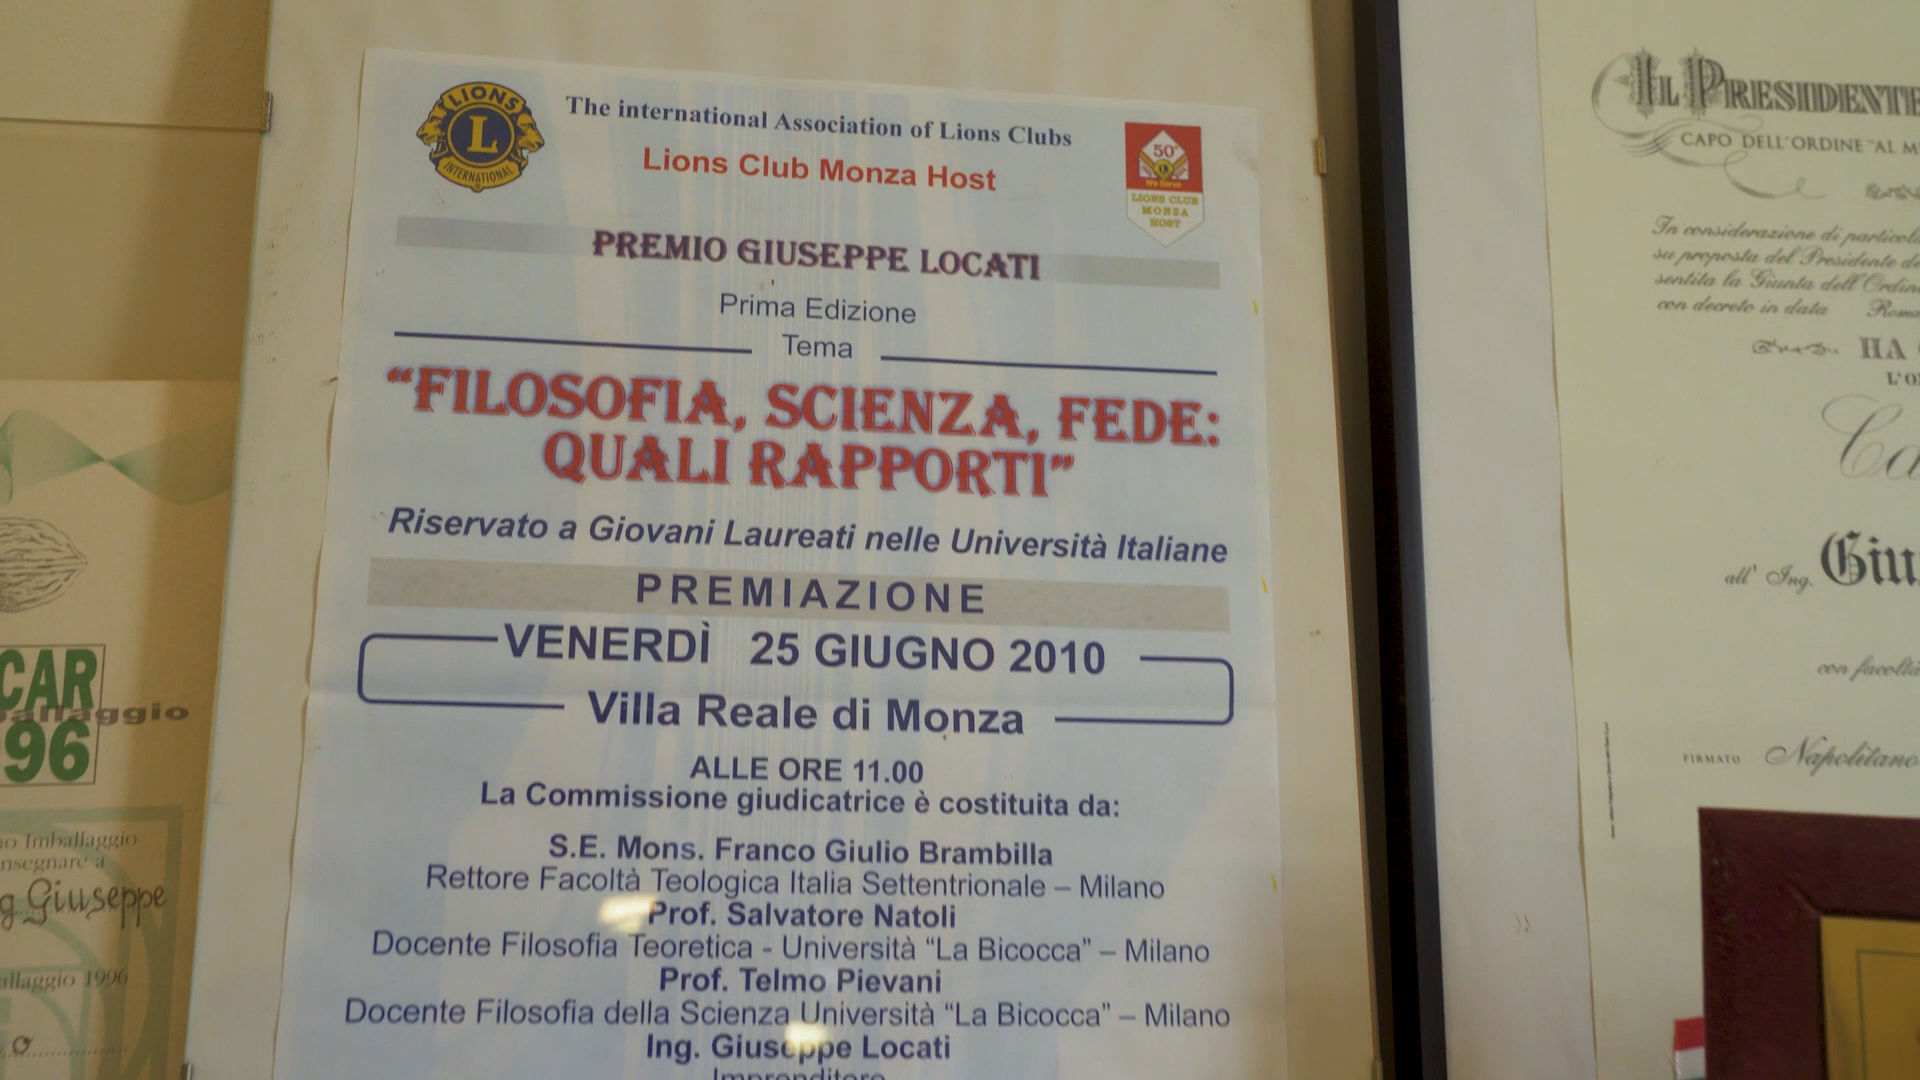 LIONS
L
INTERNATIONAL
The international Association of Lions Clubs
Lions Club Monza Host
50°
We Serve
LIONS CLUB
MONZA
HOST
PREMIO GIUSEPPE LOCATI
Prima Edizione
Tema
“FILOSOFIA, SCIENZA, FEDE:
QUALI RAPPORTI”
Riservato a Giovani Laureati nelle Università Italiane
PREMIAZIONE
VENERDÌ 25 GIUGNO 2010
Villa Reale di Monza
ALLE ORE 11.00
La Commissione giudicatrice è costituita da:
S.E. Mons. Franco Giulio Brambilla
Rettore Facoltà Teologica Italia Settentrionale – Milano
Prof. Salvatore Natoli
Docente Filosofia Teoretica - Università “La Bicocca” – Milano
Prof. Telmo Pievani
Docente Filosofia della Scienza Università “La Bicocca” – Milano
Ing. Giuseppe Locati
Imprenditore
CAR
96
Imballaggio
Giuseppe
1996
IL PRESIDENTE
CAPO DELL'ORDINE "AL M
In considerazione di
su proposta del Presidente
sentita la Giunta dell'
con decreto in data
HA
all' Ing. Giu
con facoltà
FIRMATO Napolitano